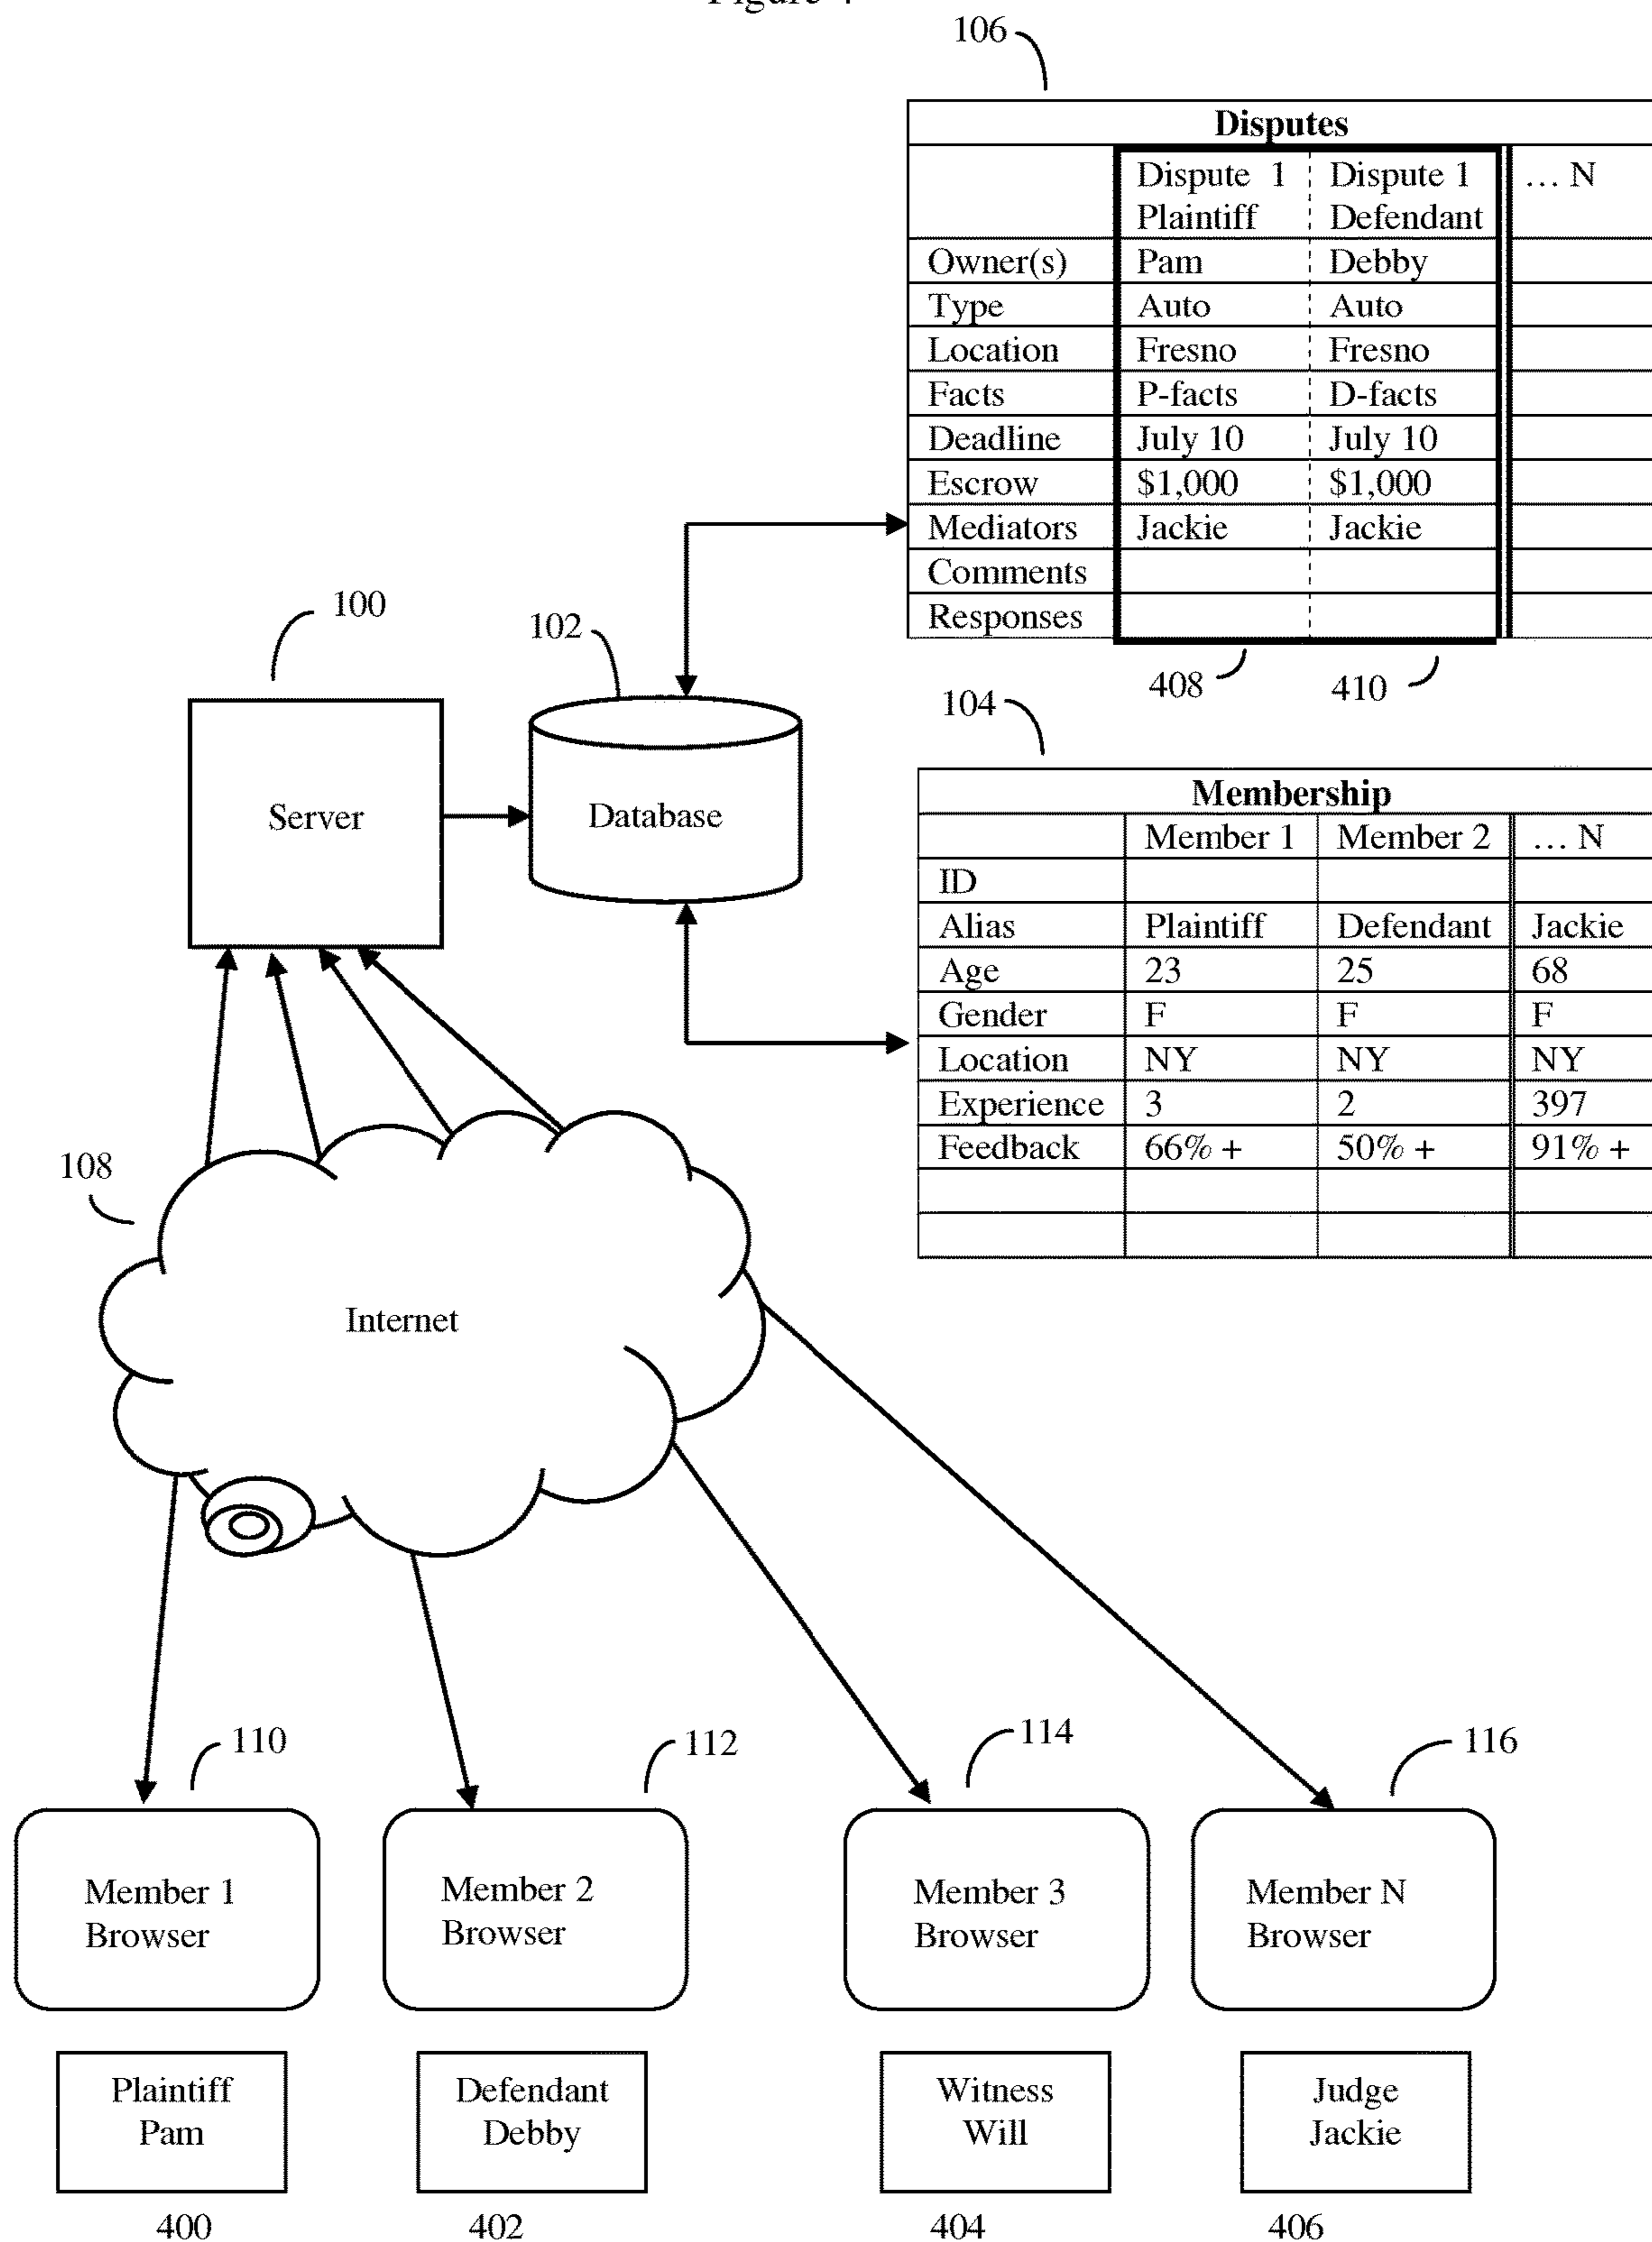 106
Disputes
Dispute 1 Dispute 1 ... N
Plaintiff Defendant
Owner(s) Pam Debby
Type Auto Auto
Location Fresno Fresno
Facts P-facts D-facts
Deadline July 10 July 10
Escrow $1,000 $1,000
Mediators Jackie Jackie
Comments
Responses
408 410
100
102
Server
Database
104
Membership
Member 1 Member 2 ... N
ID
Alias Plaintiff Defendant Jackie
Age 23 25 68
Gender F F F
Location NY NY NY
Experience 3 2 397
Feedback 66% + 50% + 91% +
108
Internet
110 112 114 116
Member 1 Member 2 Member 3 Member N
Browser Browser Browser Browser
Plaintiff Defendant Witness Judge
Pam Debby Will Jackie
400 402 404 406